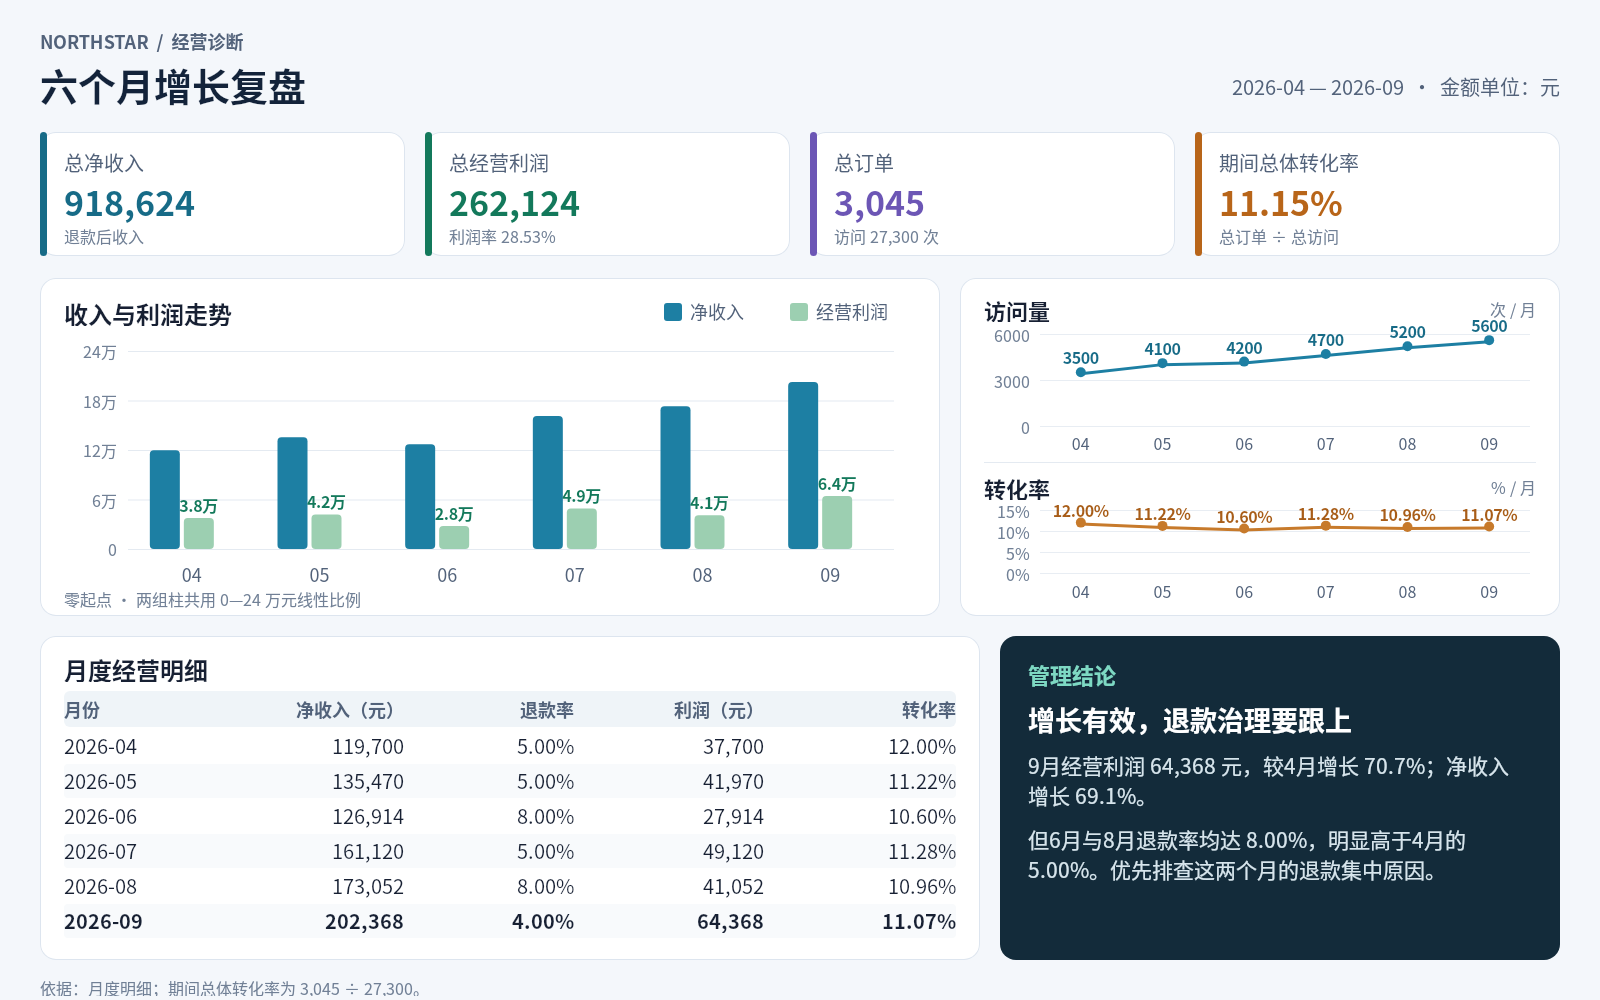 NORTHSTAR / 经营诊断
六个月增长复盘
2026-04 — 2026-09 · 金额单位：元
总净收入
918,624
退款后收入
总经营利润
262,124
利润率 28.53%
总订单
3,045
访问 27,300 次
期间总体转化率
11.15%
总订单 ÷ 总访问
收入与利润走势
净收入
经营利润
24万
18万
12万
6万
0
3.8万
4.2万
2.8万
4.9万
4.1万
6.4万
04
05
06
07
08
09
零起点 · 两组柱共用 0—24 万元线性比例
访问量
次 / 月
6000
3000
0
3500
4100
4200
4700
5200
5600
04
05
06
07
08
09
转化率
% / 月
15%
10%
5%
0%
12.00%
11.22%
10.60%
11.28%
10.96%
11.07%
04
05
06
07
08
09
月度经营明细
月份 净收入（元） 退款率 利润（元） 转化率
2026-04 119,700 5.00% 37,700 12.00%
2026-05 135,470 5.00% 41,970 11.22%
2026-06 126,914 8.00% 27,914 10.60%
2026-07 161,120 5.00% 49,120 11.28%
2026-08 173,052 8.00% 41,052 10.96%
2026-09 202,368 4.00% 64,368 11.07%
管理结论
增长有效，退款治理要跟上
9月经营利润 64,368 元，较4月增长 70.7%；净收入
增长 69.1%。
但6月与8月退款率均达 8.00%，明显高于4月的
5.00%。优先排查这两个月的退款集中原因。
依据：月度明细；期间总体转化率为 3,045 ÷ 27,300。